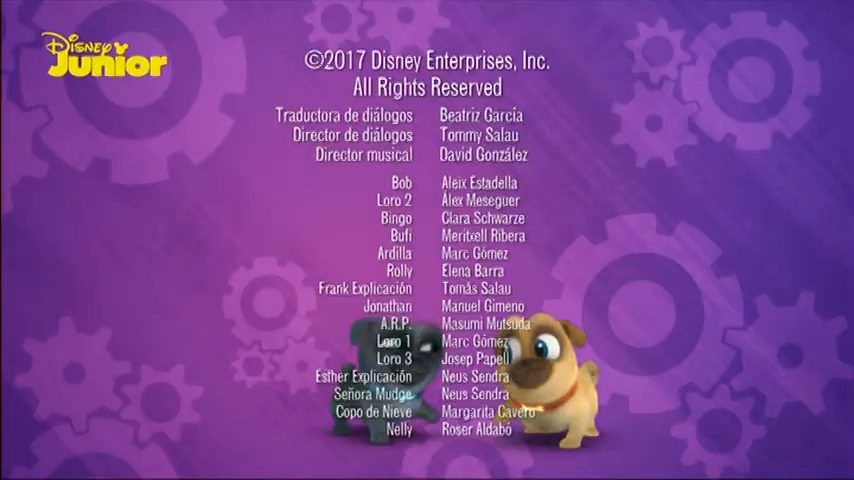 Disney
Junior
©2017 Disney Enterprises, Inc.
All Rights Reserved
Traductora de diálogos Beatriz García
Director de diálogos Tommy Salau
Director musical David González
Bob Aleix Estadella
Loro 2 Àlex Meseguer
Bingo Clara Schwarze
Bufi Meritxell Ribera
Ardilla Marc Gómez
Rolly Elena Barra
Frank Explicación Tomás Salau
Jonathan Manuel Gimeno
A.R.P. Masumi Mutsuda
Loro 1 Marc Gómez
Loro 3 Josep Papell
Esther Explicación Neus Sendra
Señora Mudge Neus Sendra
Copo de Nieve Margarita Cavero
Nelly Roser Aldabó